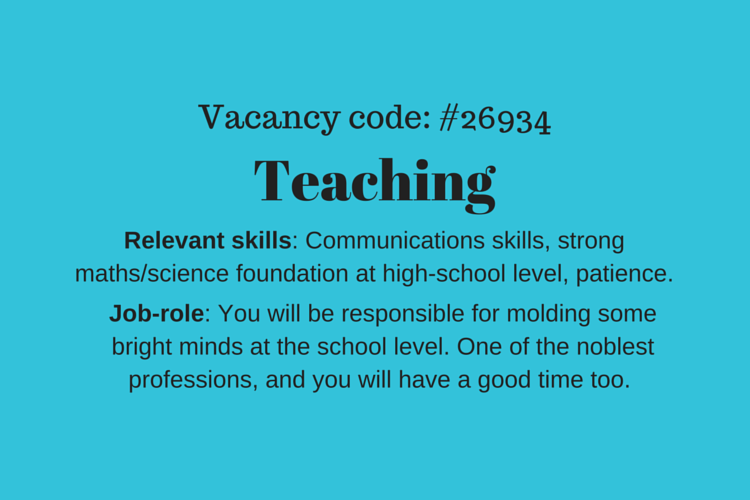 Vacancy code: #26934
Teaching
Relevant skills: Communications skills, strong
maths/science foundation at high-school level, patience.
Job-role: You will be responsible for molding some
bright minds at the school level. One of the noblest
professions, and you will have a good time too.